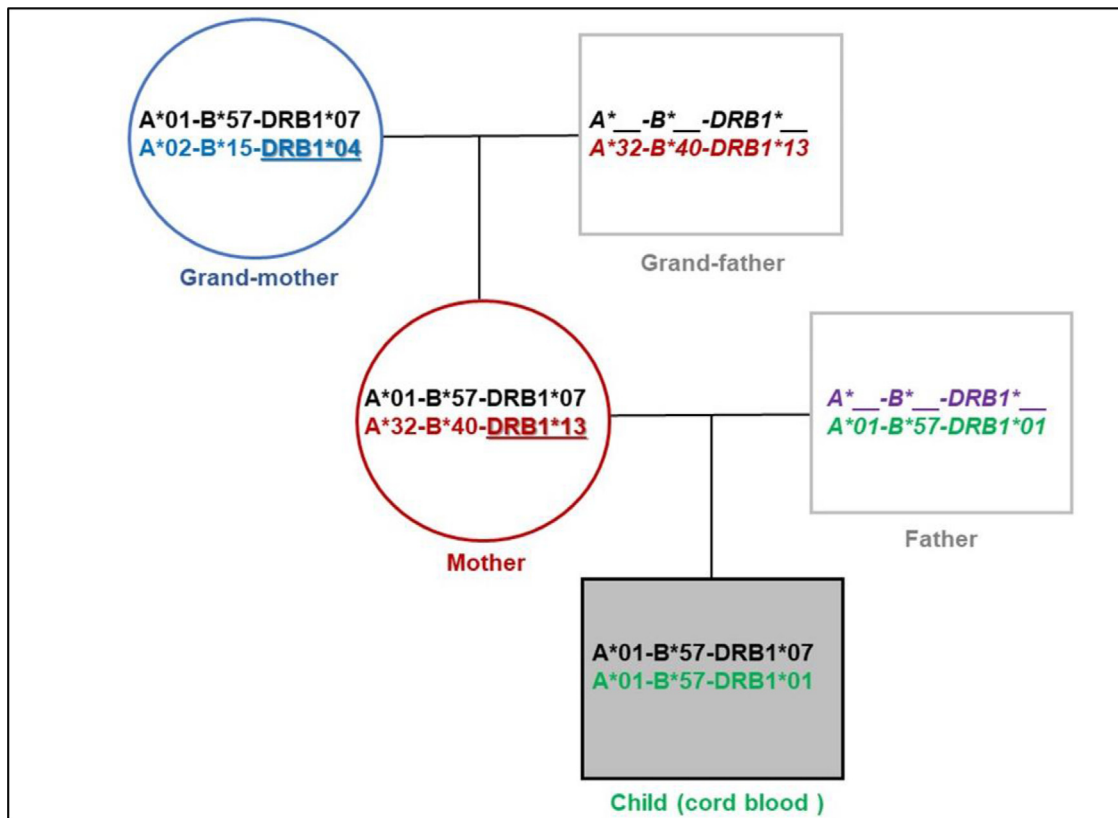 A*01-B*57-DRB1*07
A*02-B*15-DRB1*04
Grand-mother
A*__-B*__-DRB1*__
A*32-B*40-DRB1*13
Grand-father
A*01-B*57-DRB1*07
A*32-B*40-DRB1*13
Mother
A*__-B*__-DRB1*__
A*01-B*57-DRB1*01
Father
A*01-B*57-DRB1*07
A*01-B*57-DRB1*01
Child (cord blood )